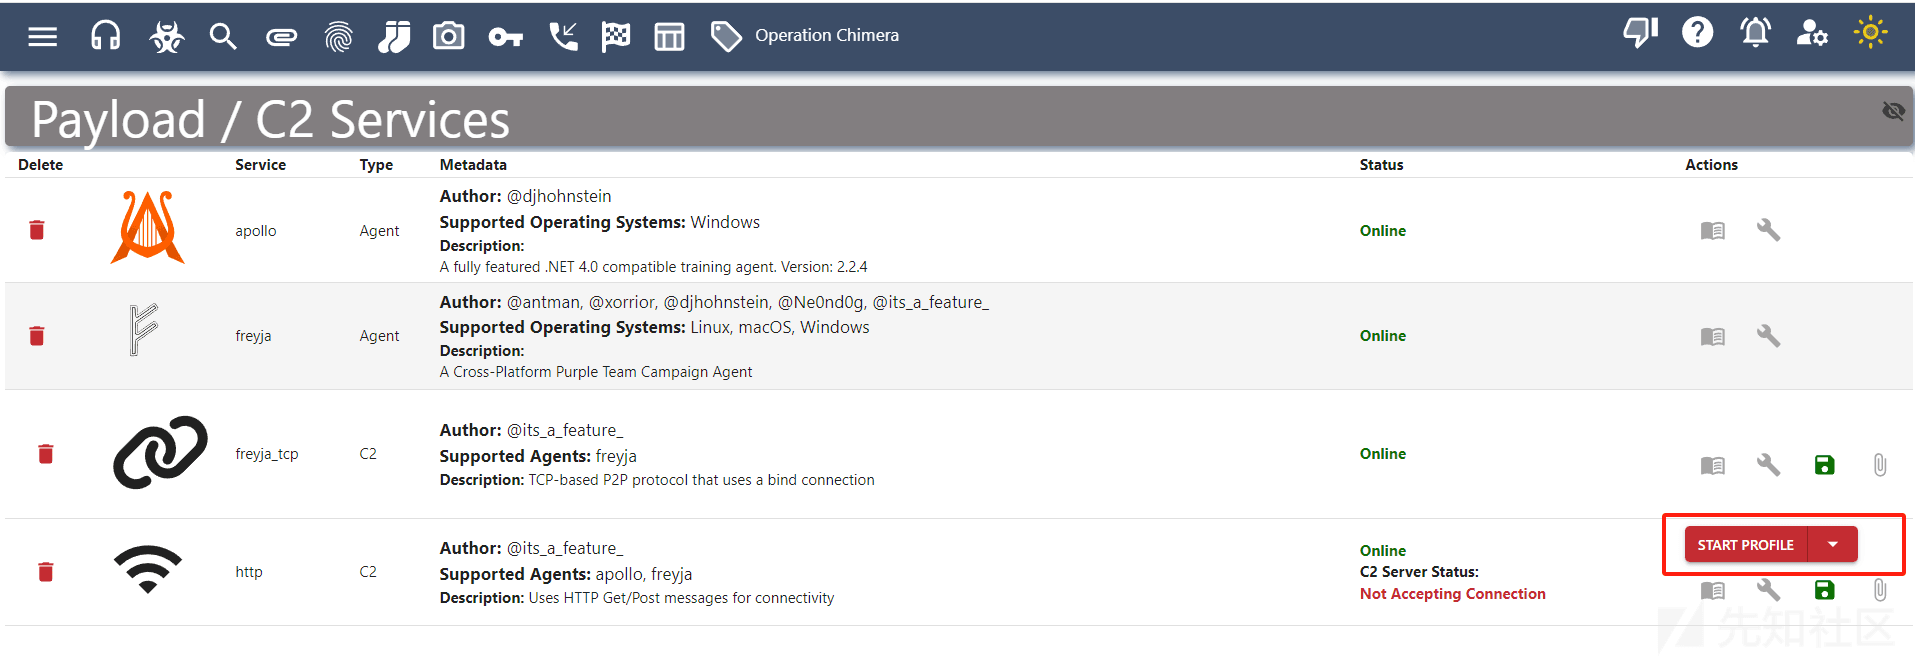 Operation Chimera
Payload / C2 Services
Delete Service Type Metadata Status Actions
Author: @djhohnstein
Supported Operating Systems: Windows
apollo Agent Online
Description:
A fully featured .NET 4.0 compatible training agent. Version: 2.2.4
Author: @antman, @xorrior, @djhohnstein, @Ne0nd0g, @its_a_feature_
Supported Operating Systems: Linux, macOS, Windows
freyja Agent Online
Description:
A Cross-Platform Purple Team Campaign Agent
Author: @its_a_feature_
freyja_tcp C2 Supported Agents: freyja Online
Description: TCP-based P2P protocol that uses a bind connection
START PROFILE
Author: @its_a_feature_ Online
http C2 Supported Agents: apollo, freyja C2 Server Status:
Description: Uses HTTP Get/Post messages for connectivity Not Accepting Connection
先知社区